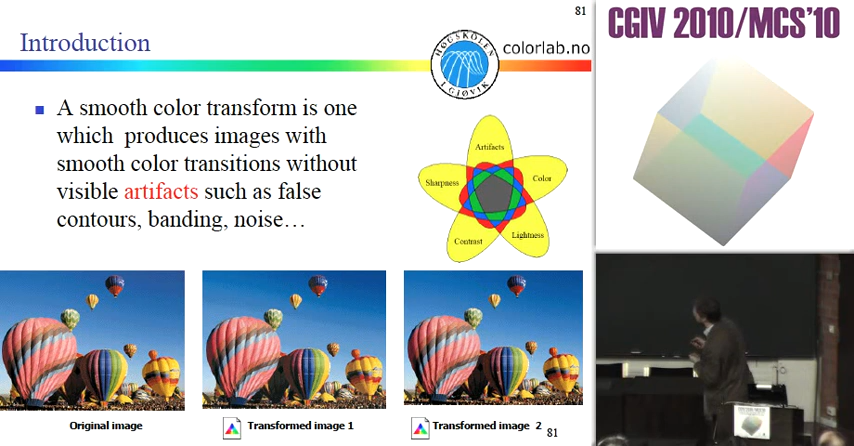 81
CGIV 2010/MCS'10
Introduction
HØGSKOLEN
I GJØVIK
colorlab.no
A smooth color transform is one
which produces images with
smooth color transitions without
visible artifacts such as false
contours, banding, noise…
Artifacts
Sharpness
Color
Contrast
Lightness
Original image
Transformed image 1
Transformed image 2
81